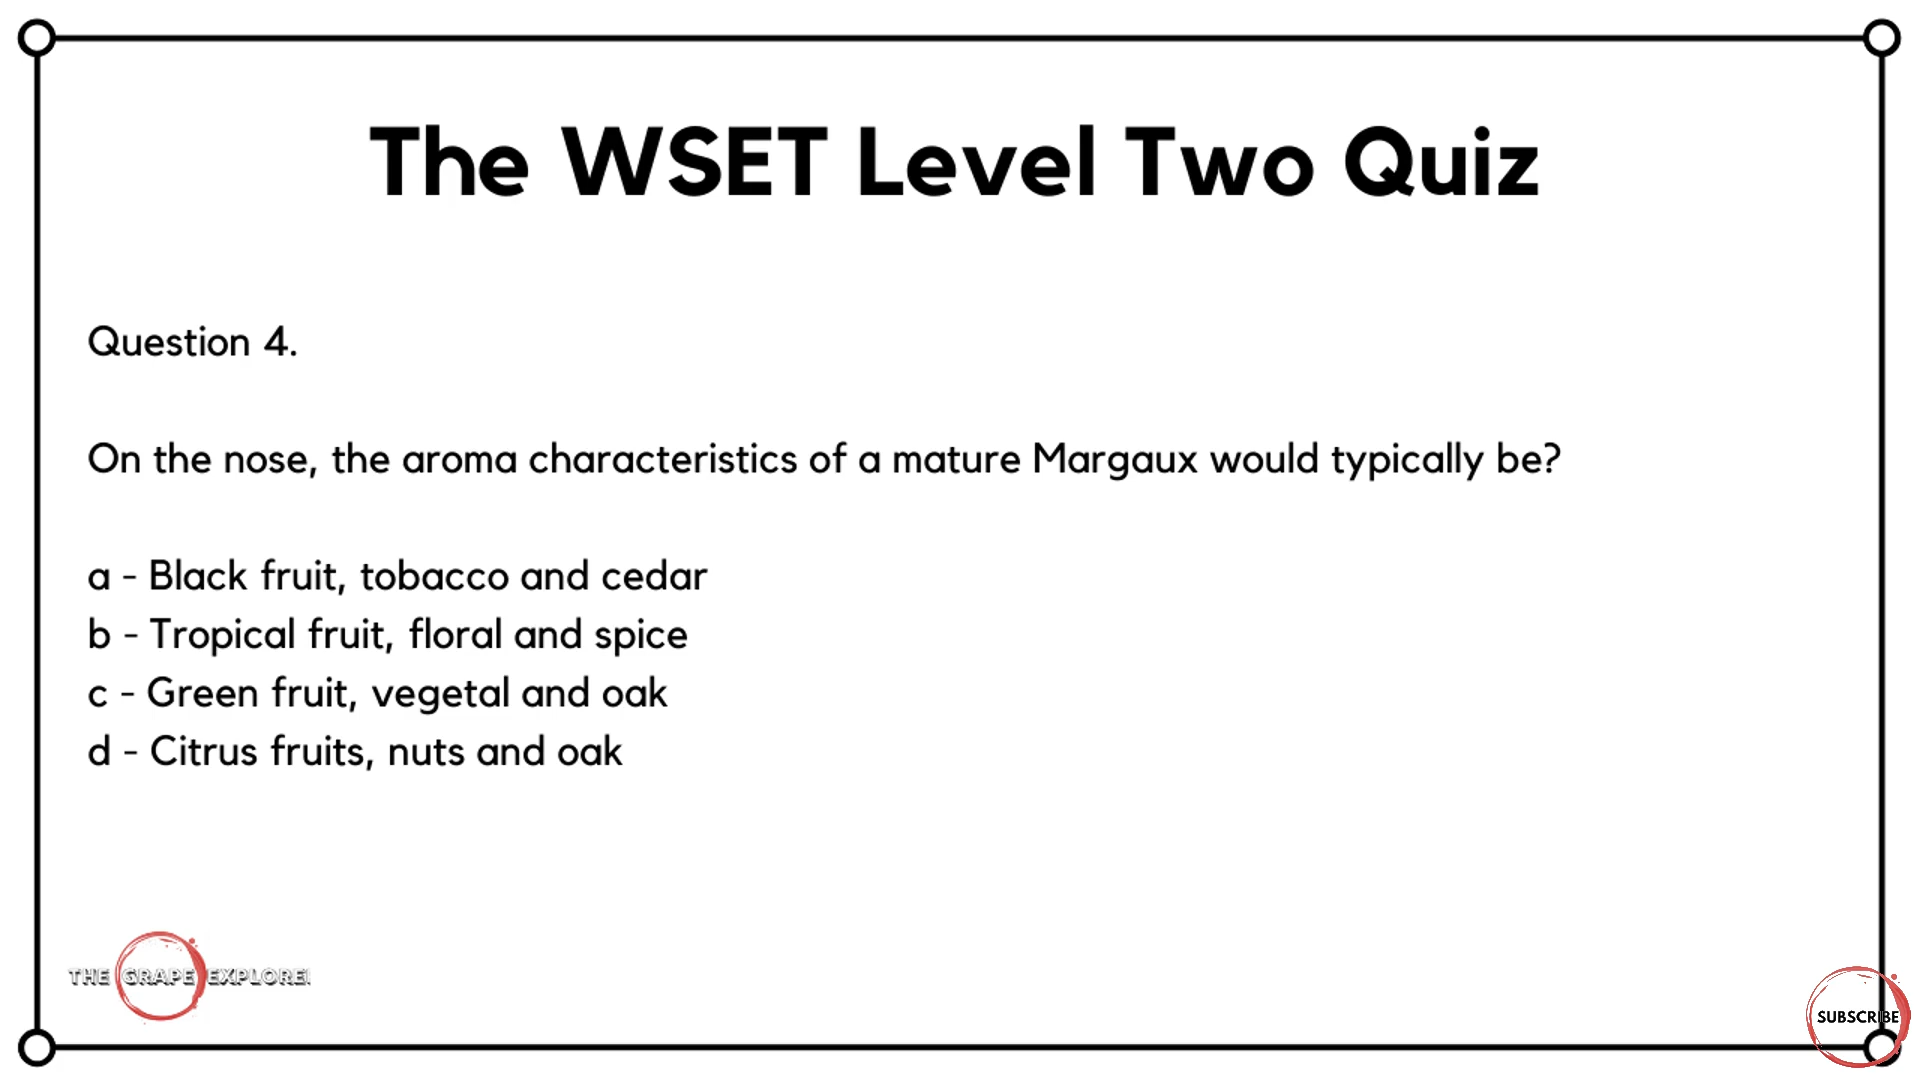 The WSET Level Two Quiz
Question 4.
On the nose, the aroma characteristics of a mature Margaux would typically be?
a - Black fruit, tobacco and cedar
b - Tropical fruit, floral and spice
c - Green fruit, vegetal and oak
d - Citrus fruits, nuts and oak
THE GRAPE EXPLORE
SUBSCRIBE